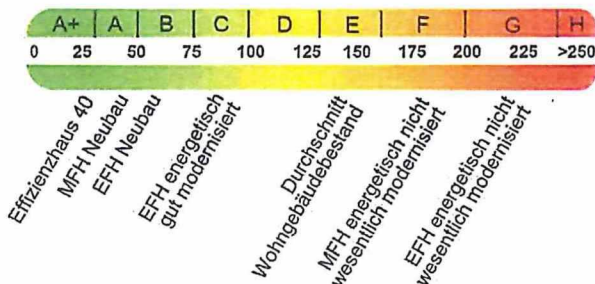 A+ A B C D E F G H
0 25 50 75 100 125 150 175 200 225 >250
Effizienzhaus 40
MFH Neubau
EFH Neubau
EFH energetisch
gut modernisiert
Durchschnitt
Wohngebäudebestand
MFH energetisch nicht
wesentlich modernisiert
EFH energetisch nicht
wesentlich modernisiert